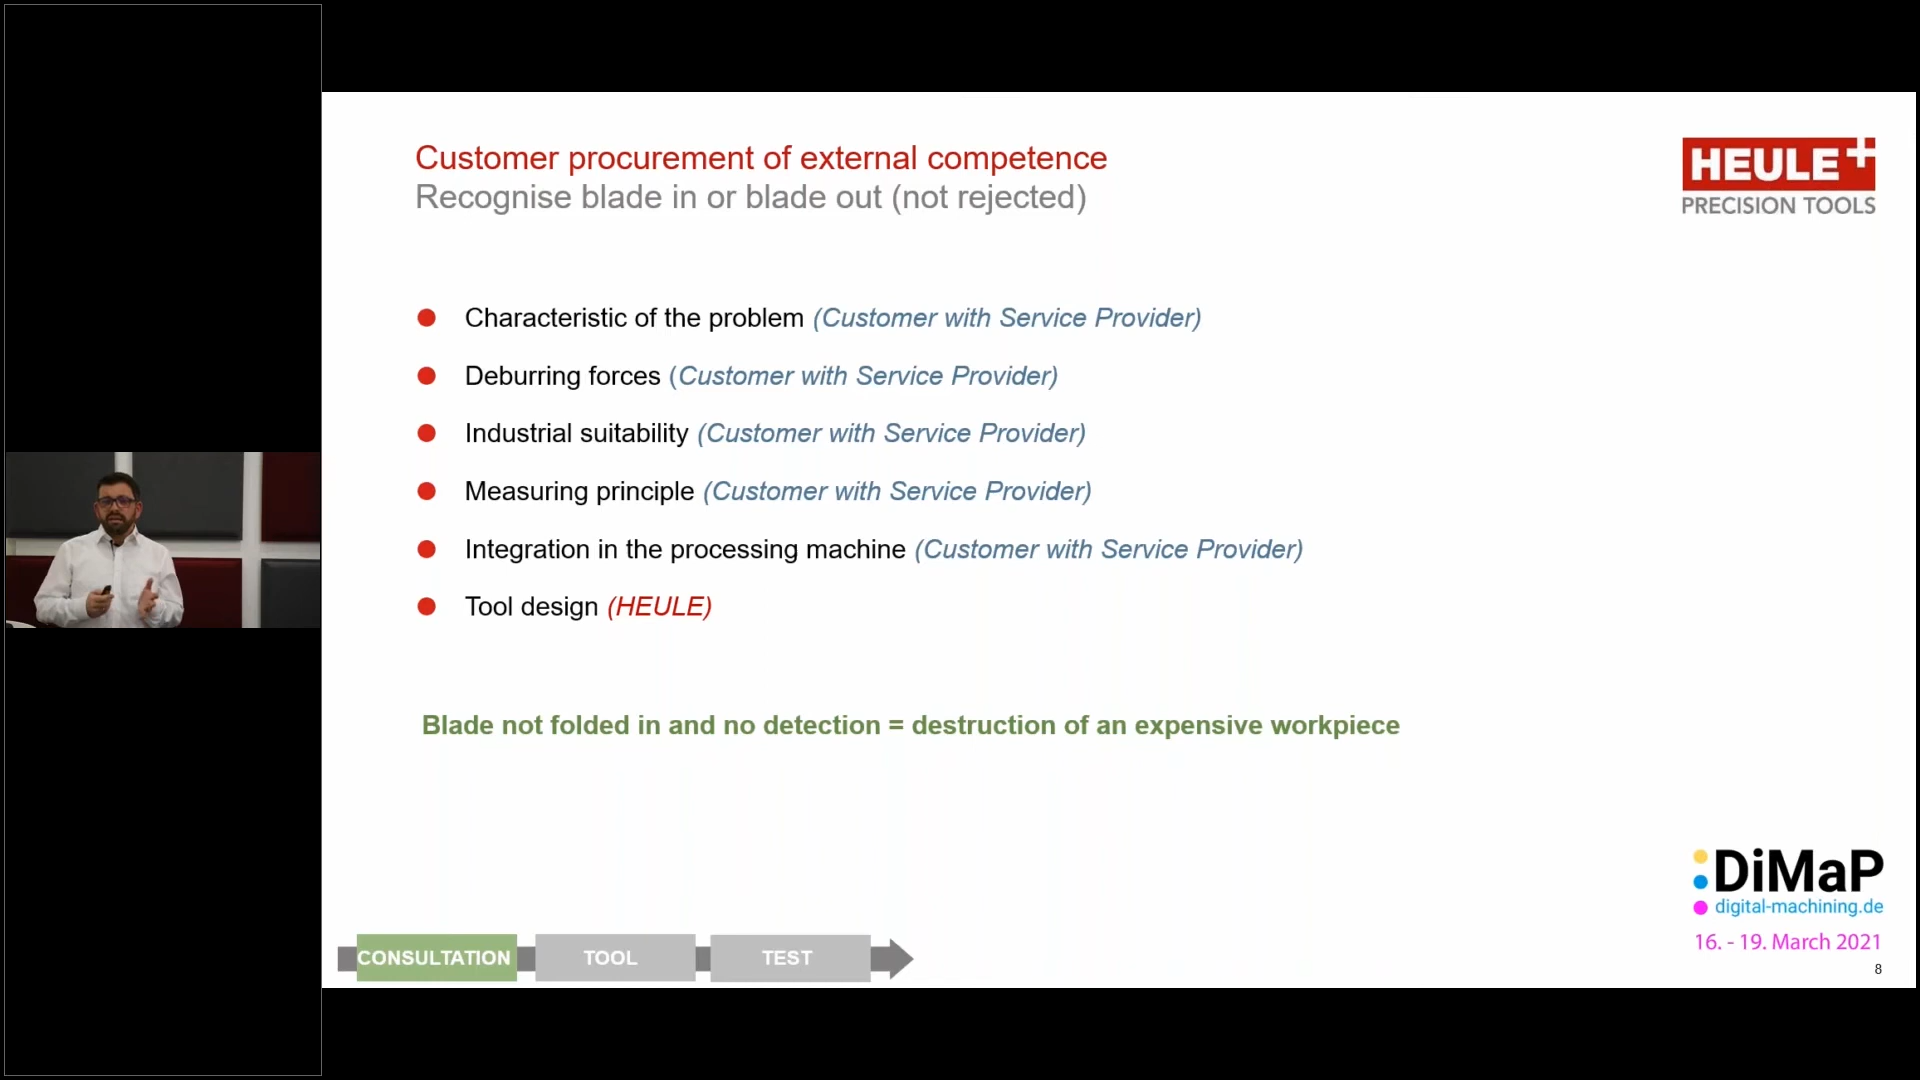 Customer procurement of external competence
Recognise blade in or blade out (not rejected)
HEULE
PRECISION TOOLS
Characteristic of the problem (Customer with Service Provider)
Deburring forces (Customer with Service Provider)
Industrial suitability (Customer with Service Provider)
Measuring principle (Customer with Service Provider)
Integration in the processing machine (Customer with Service Provider)
Tool design (HEULE)
Blade not folded in and no detection = destruction of an expensive workpiece
DiMaP
digital-machining.de
16. - 19. March 2021
8
CONSULTATION
TOOL
TEST